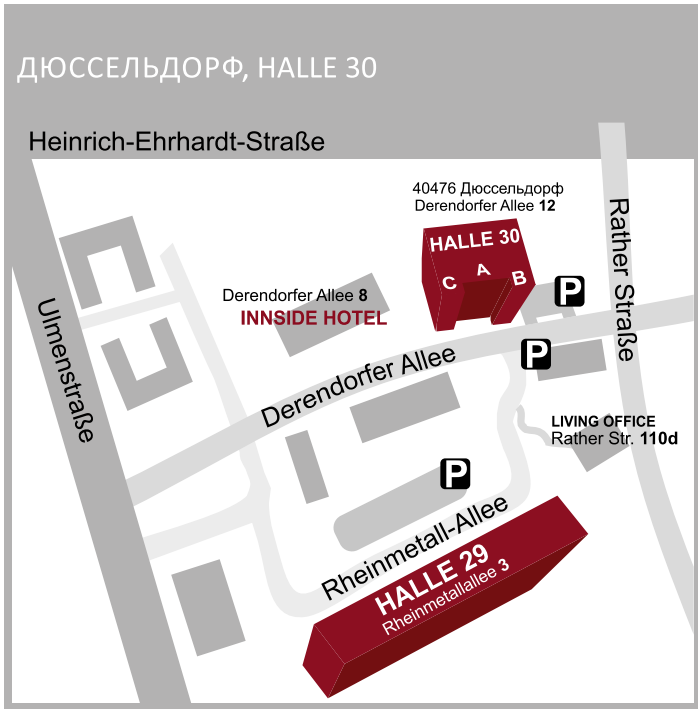 ДЮССЕЛЬДОРФ, HALLE 30
Heinrich-Ehrhardt-Straße
40476 Дюссельдорф
Derendorfer Allee 12
Rather Straße
HALLE 30
C A B
P
Derendorfer Allee 8
INNSIDE HOTEL
Ulmenstraße
P
Derendorfer Allee
LIVING OFFICE
Rather Str. 110d
P
Rheinmetall-Allee
HALLE 29
Rheinmetallallee 3